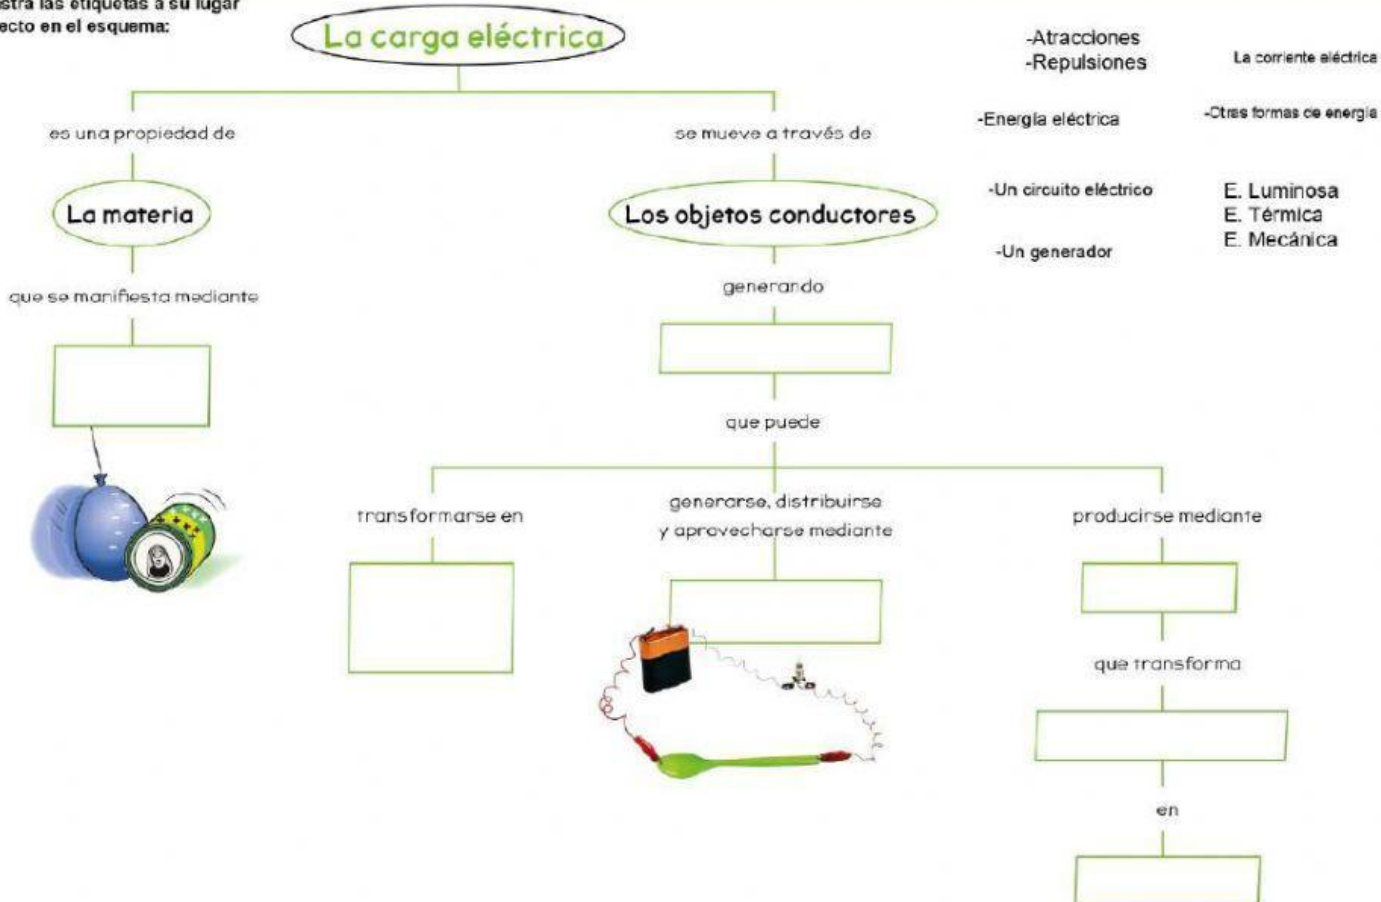 stra las etiquetas a su lugar
ecto en el esquema:
La carga eléctrica
-Atracciones
-Repulsiones
La corriente eléctrica
-Energía eléctrica
-Otras formas de energía
-Un circuito eléctrico
E. Luminosa
E. Térmica
E. Mecánica
-Un generador
es una propiedad de
se mueve a través de
La materia
Los objetos conductores
que se manifiesta mediante
generando
que puede
transformarse en
generarse, distribuirse
y aprovecharse mediante
producirse mediante
que transforma
en